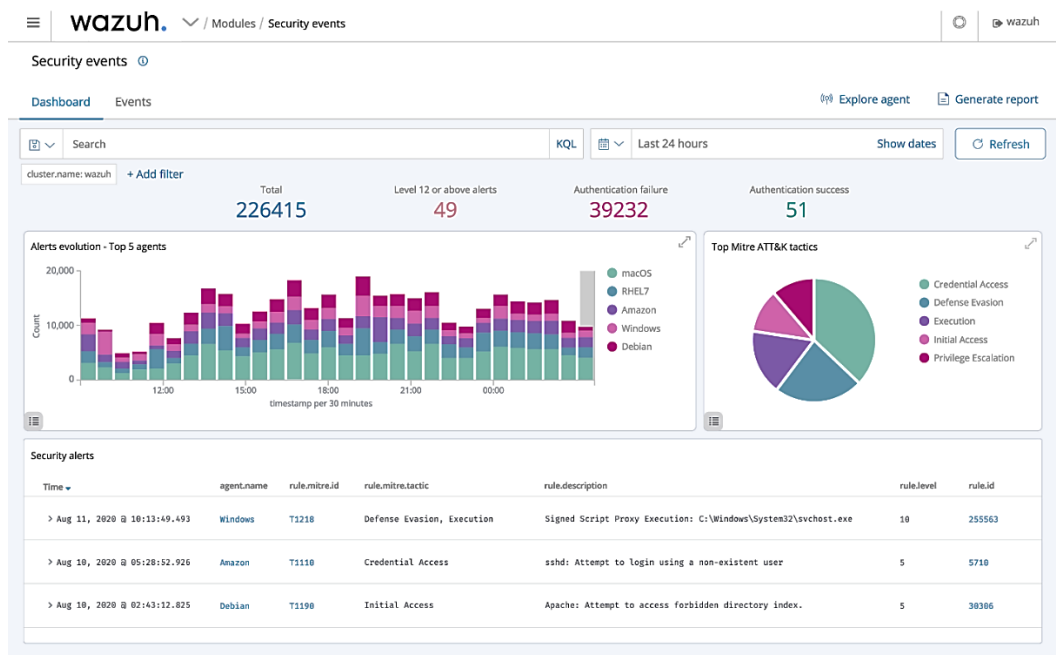 wazuh. / Modules / Security events wazuh
Security events
Dashboard Events Explore agent Generate report
Search KQL Last 24 hours Show dates Refresh
cluster.name: wazuh + Add filter
Total Level 12 or above alerts Authentication failure Authentication success
226415 49 39232 51
Alerts evolution - Top 5 agents
20,000
10,000
0
Count
12:00 15:00 18:00 21:00 00:00
timestamp per 30 minutes
macOS
RHEL7
Amazon
Windows
Debian
Top Mitre ATT&K tactics
Credential Access
Defense Evasion
Execution
Initial Access
Privilege Escalation
Security alerts
Time agent.name rule.mitre.id rule.mitre.tactic rule.description rule.level rule.id
> Aug 11, 2020 @ 10:13:49.493 Windows T1218 Defense Evasion, Execution Signed Script Proxy Execution: C:\Windows\System32\svchost.exe 10 255563
> Aug 10, 2020 @ 05:28:52.926 Amazon T1110 Credential Access sshd: Attempt to login using a non-existent user 5 5710
> Aug 10, 2020 @ 02:43:12.825 Debian T1190 Initial Access Apache: Attempt to access forbidden directory index. 5 30306